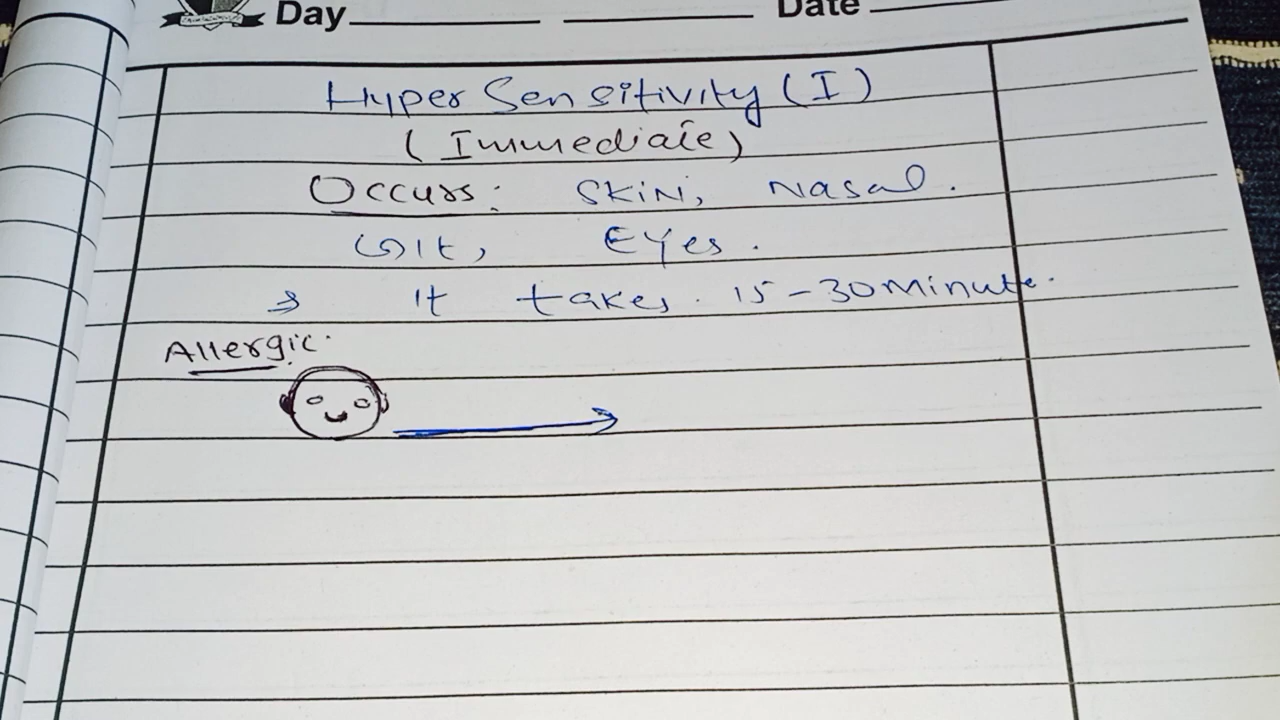 Day Date
Hyper Sensitivity (I)
(Immediate)
Occurs: Skin, Nasal.
GIt, Eyes.
⇒ It takes. 15-30 Minute.
Allergic.